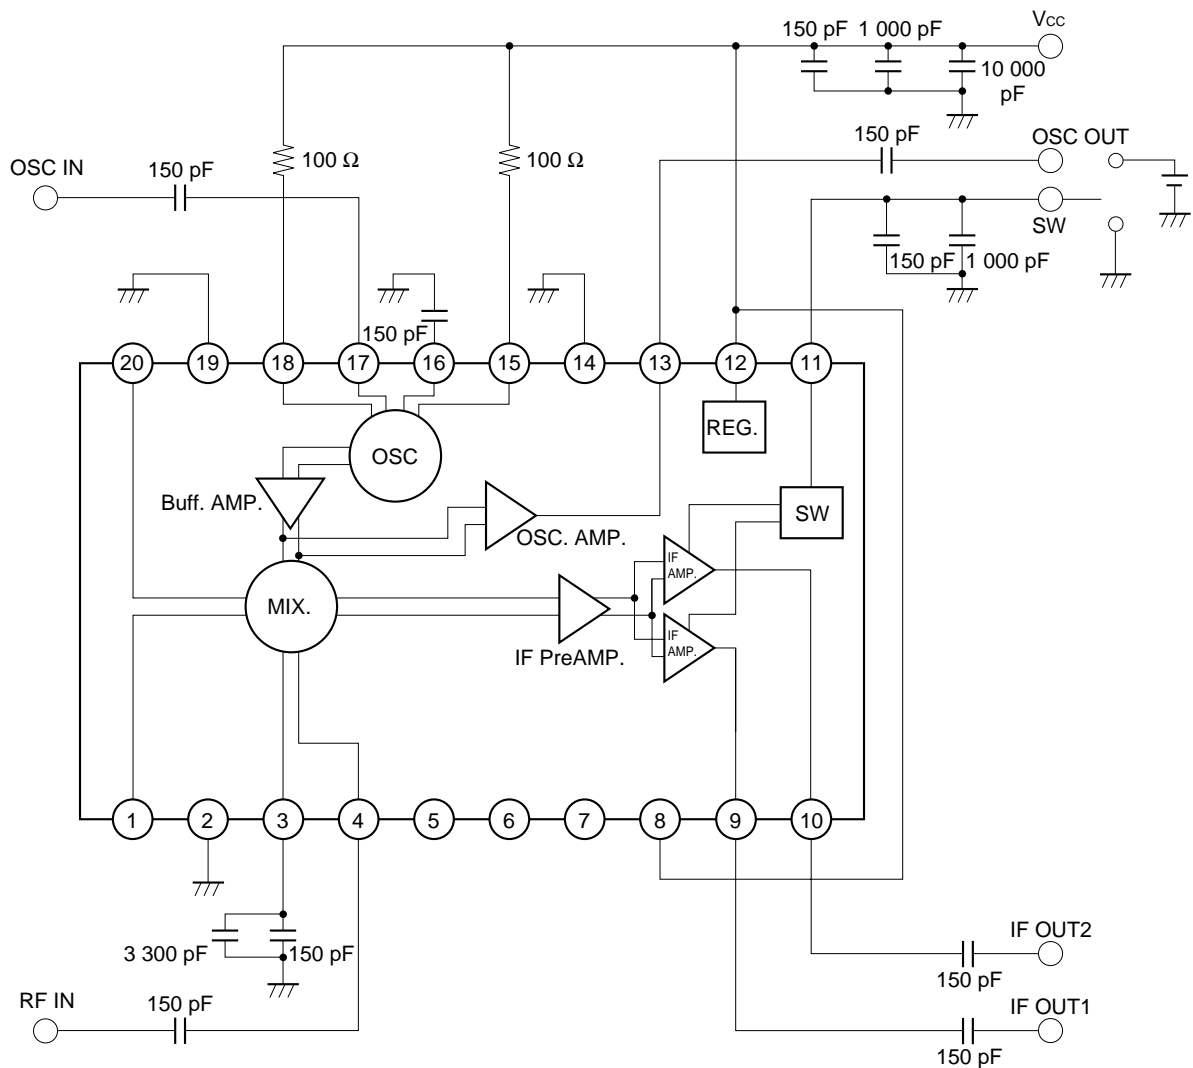 150 pF 1 000 pF
Vcc
10 000
pF
150 pF
OSC OUT
OSC IN
150 pF
100 Ω
100 Ω
SW
150 pF
1 000 pF
150 pF
20
19
18
17
16
15
14
13
12
11
OSC
REG.
Buff. AMP.
OSC. AMP.
SW
IF
AMP.
MIX.
IF PreAMP.
IF
AMP.
1
2
3
4
5
6
7
8
9
10
3 300 pF
150 pF
IF OUT2
150 pF
RF IN
150 pF
IF OUT1
150 pF